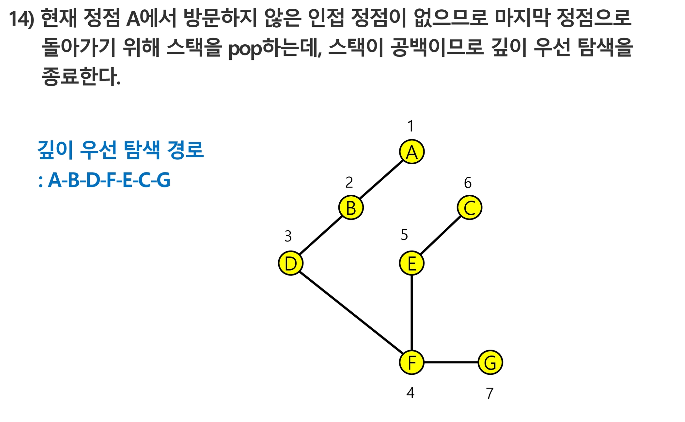 14) 현재 정점 A에서 방문하지 않은 인접 정점이 없으므로 마지막 정점으로
돌아가기 위해 스택을 pop하는데, 스택이 공백이므로 깊이 우선 탐색을
종료한다.
깊이 우선 탐색 경로
: A-B-D-F-E-C-G
1
A
2
B
6
C
3
D
5
E
F
G
4
7